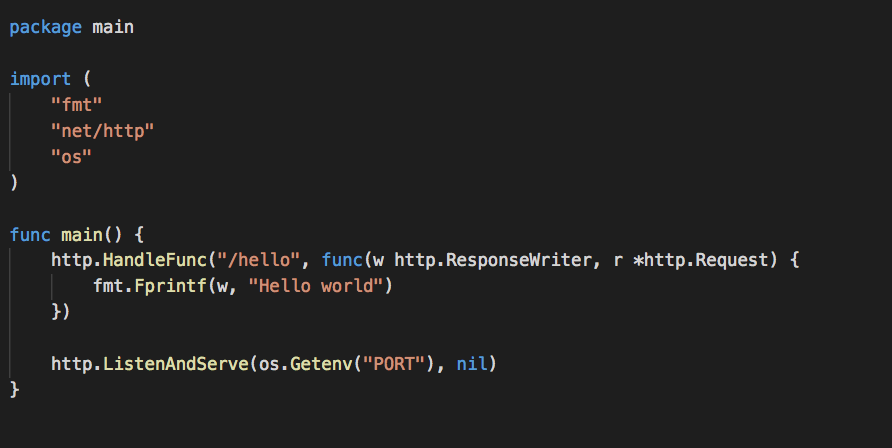 package main
import (
"fmt"
"net/http"
"os"
)
func main() {
http.HandleFunc("/hello", func(w http.ResponseWriter, r *http.Request) {
fmt.Fprintf(w, "Hello world")
})
http.ListenAndServe(os.Getenv("PORT"), nil)
}